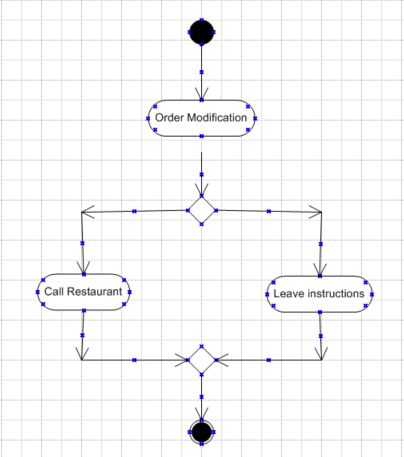 Order Modification
Call Restaurant
Leave instructions